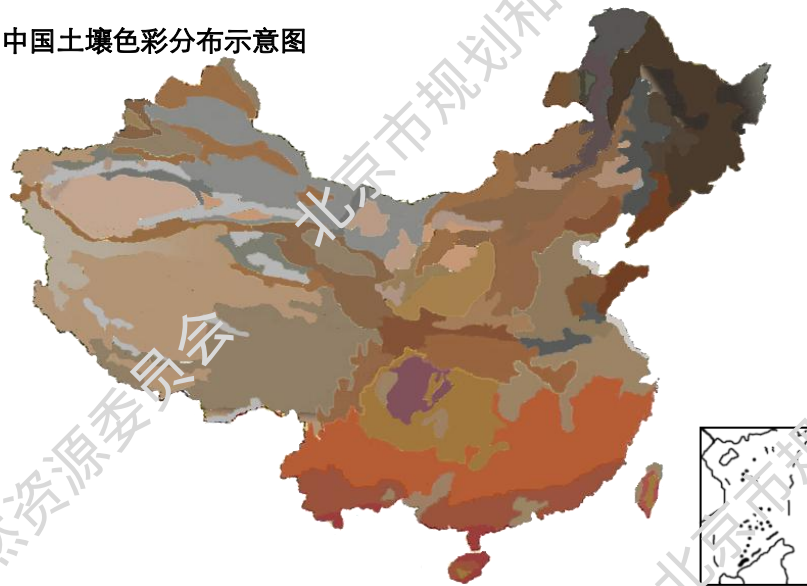 中国土壤色彩分布示意图
北京市规划和
然资源委员会
北京市规